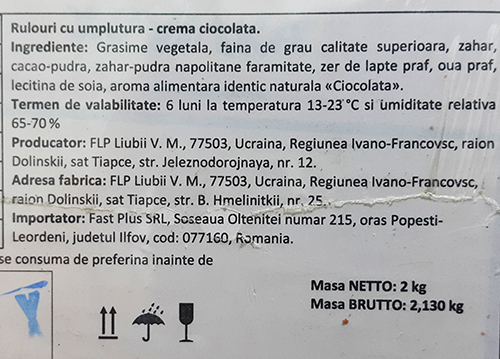 Rulouri cu umplutura - crema ciocolata.
Ingrediente: Grasime vegetala, faina de grau calitate superioara, zahar,
cacao-pudra, zahar-pudra napolitane faramitate, zer de lapte praf, oua praf,
lecitina de soia, aroma alimentara identic naturala «Ciocolata».
Termen de valabilitate: 6 luni la temperatura 13-23°C si umiditate relativa
65-70 %
Producator: FLP Liubii V. M., 77503, Ucraina, Regiunea Ivano-Francovsc, raion
Dolinskii, sat Tiapce, str. Jeleznodorojnaya, nr. 12.
Adresa fabrica: FLP Liubii V. M., 77503, Ucraina, Regiunea Ivano-Francovsc,
raion Dolinskii, sat Tiapce, str. B. Hmelinitkii, nr. 25.
Importator: Fast Plus SRL, Soseaua Oltenitei numar 215, oras Popesti-
Leordeni, judetul Ilfov, cod: 077160, Romania.
se consuma de preferina inainte de
Masa NETTO: 2 kg
Masa BRUTTO: 2,130 kg